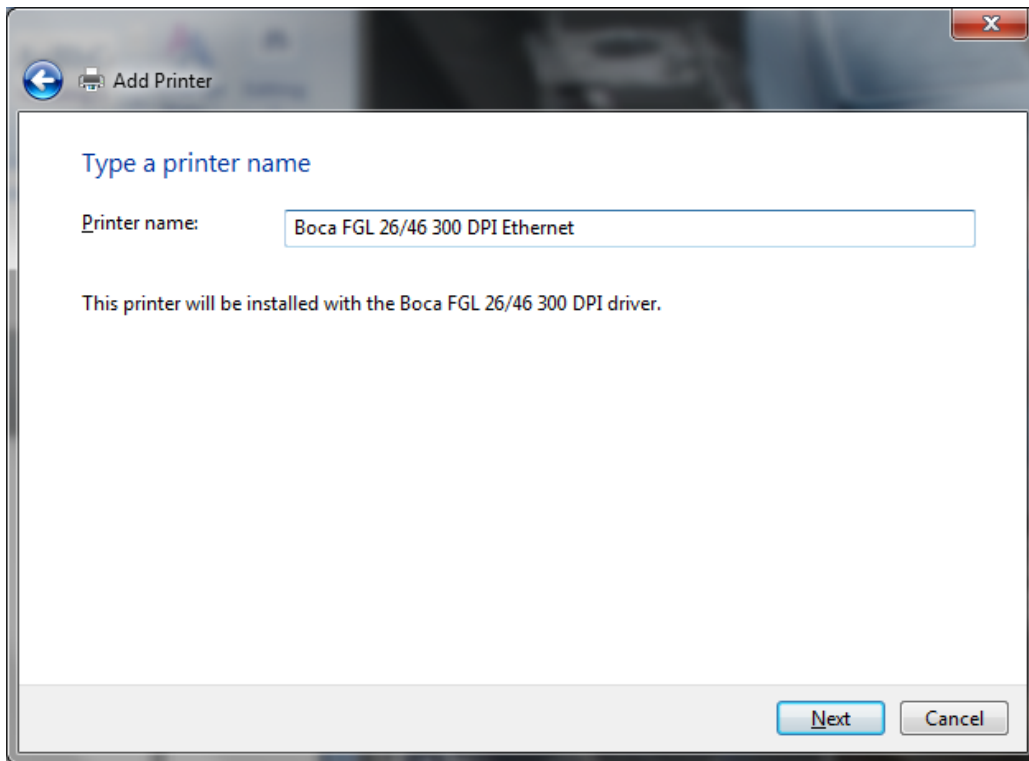 Add Printer
Type a printer name
Printer name:
Boca FGL 26/46 300 DPI Ethernet
This printer will be installed with the Boca FGL 26/46 300 DPI driver.
Next
Cancel